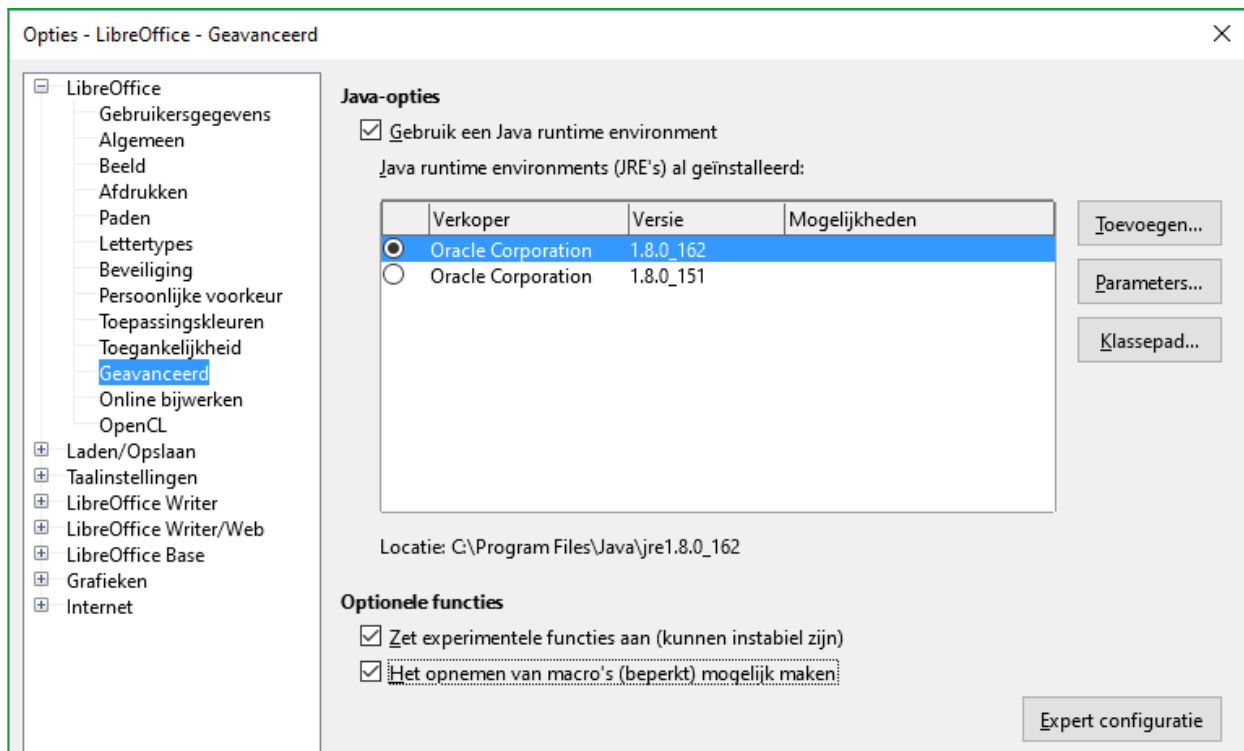 Opties - LibreOffice - Geavanceerd
LibreOffice
Gebruikersgegevens
Algemeen
Beeld
Afdrukken
Paden
Lettertypes
Beveiliging
Persoonlijke voorkeur
Toepassingskleuren
Toegankelijkheid
Geavanceerd
Online bijwerken
OpenCL
Laden/Opslaan
Taalinstellingen
LibreOffice Writer
LibreOffice Writer/Web
LibreOffice Base
Grafieken
Internet
Java-opties
Gebruik een Java runtime environment
Java runtime environments (JRE's) al geïnstalleerd:
Verkoper Versie Mogelijkheden
Oracle Corporation 1.8.0_162
Oracle Corporation 1.8.0_151
Toevoegen...
Parameters...
Klassepad...
Locatie: C:\Program Files\Java\jre1.8.0_162
Optionele functies
Zet experimentele functies aan (kunnen instabiel zijn)
Het opnemen van macro's (beperkt) mogelijk maken
Expert configuratie